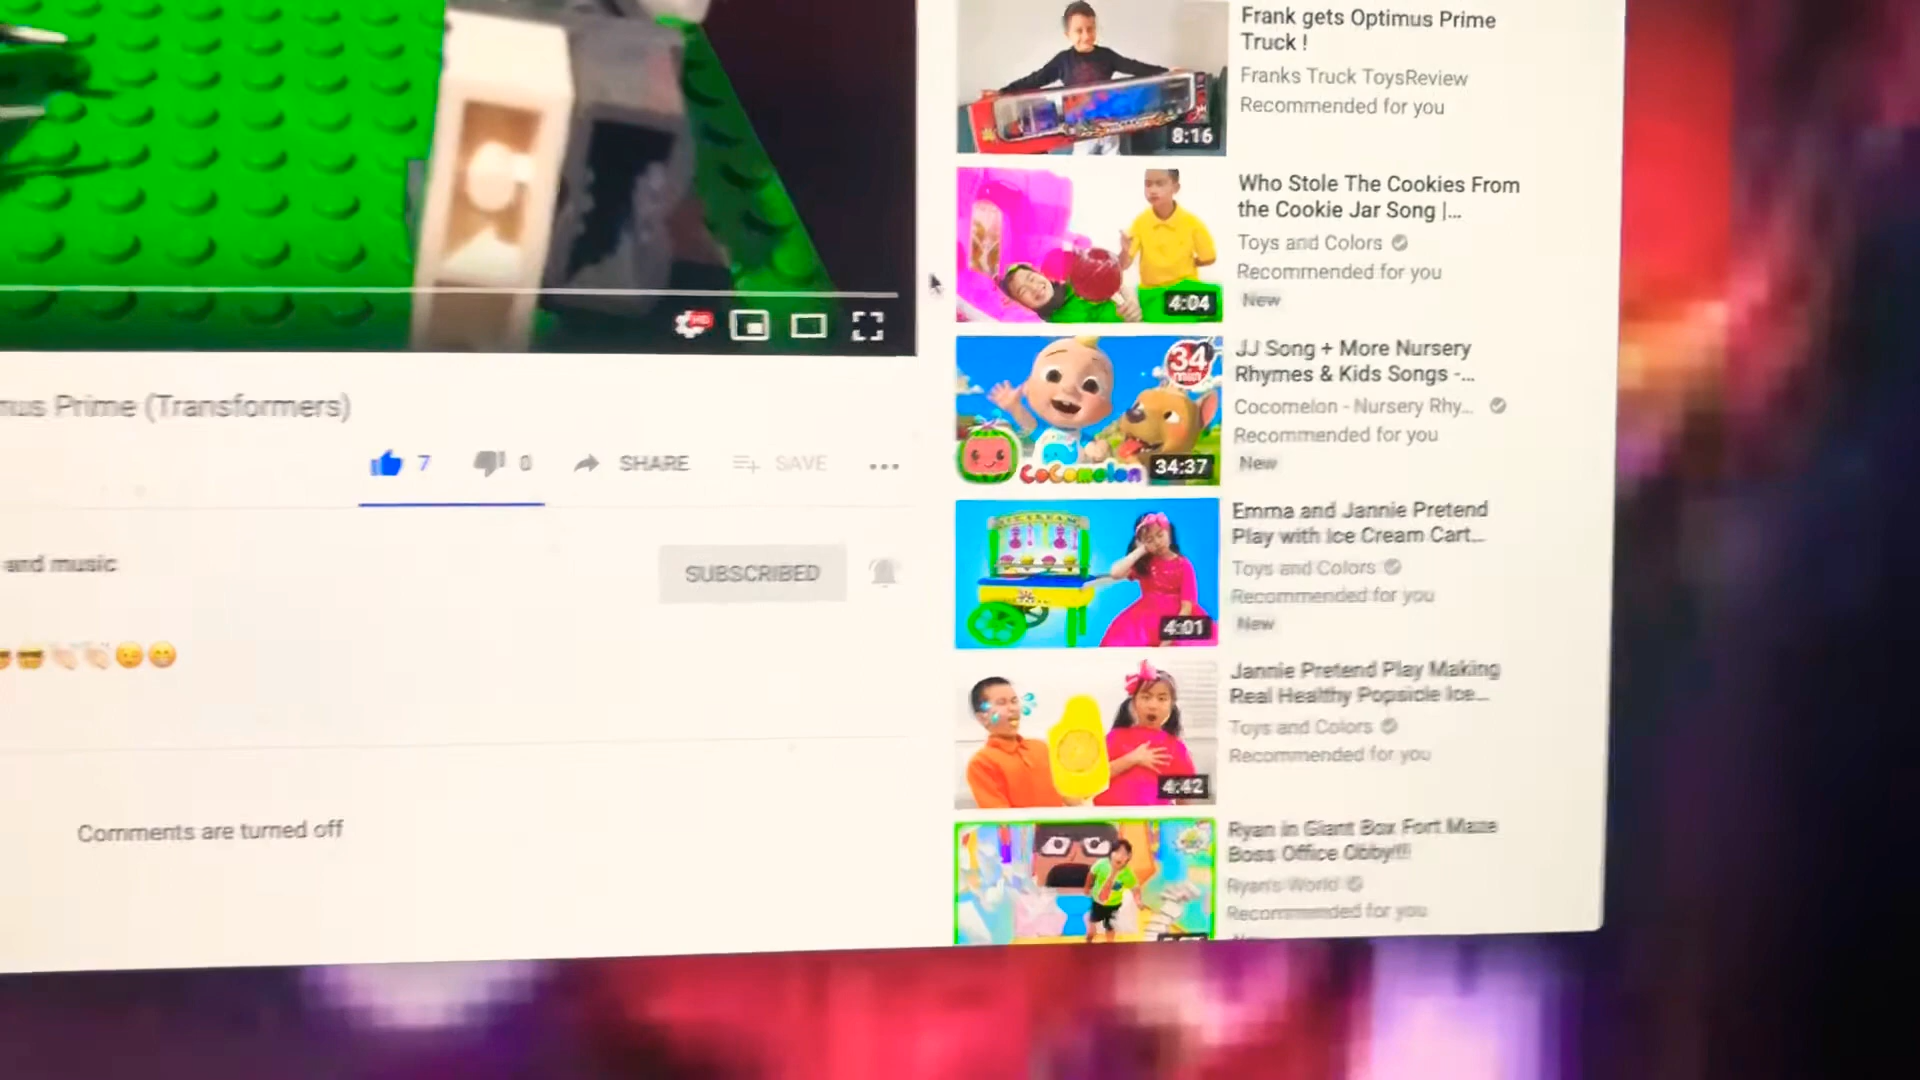 Frank gets Optimus Prime
Truck !
Franks Truck ToysReview
Recommended for you
8:16
Who Stole The Cookies From
the Cookie Jar Song |...
Toys and Colors
Recommended for you
New
4:04
JJ Song + More Nursery
Rhymes & Kids Songs -...
Cocomelon - Nursery Rhy...
Recommended for you
New
34
min
CoComelon
34:37
Emma and Jannie Pretend
Play with Ice Cream Cart...
Toys and Colors
Recommended for you
New
4:01
Jannie Pretend Play Making
Real Healthy Popsicle Ice...
Toys and Colors
Recommended for you
4:42
Ryan in Giant Box Fort Maze
Boss Office Obby!!!!
Ryan's World
Recommended for you
HD
Prime (Transformers)
7
0
SHARE
SAVE
and music
SUBSCRIBED
Comments are turned off